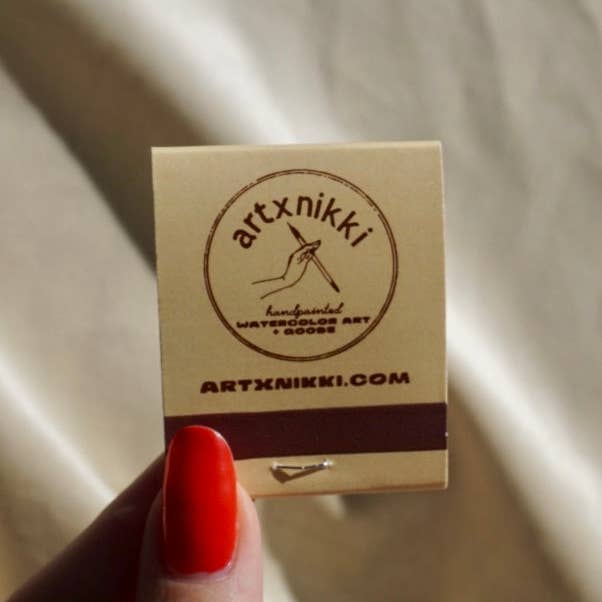 artxnikki
handpainted
WATERCOLOR ART
+ GOODS
ARTXNIKKI.COM